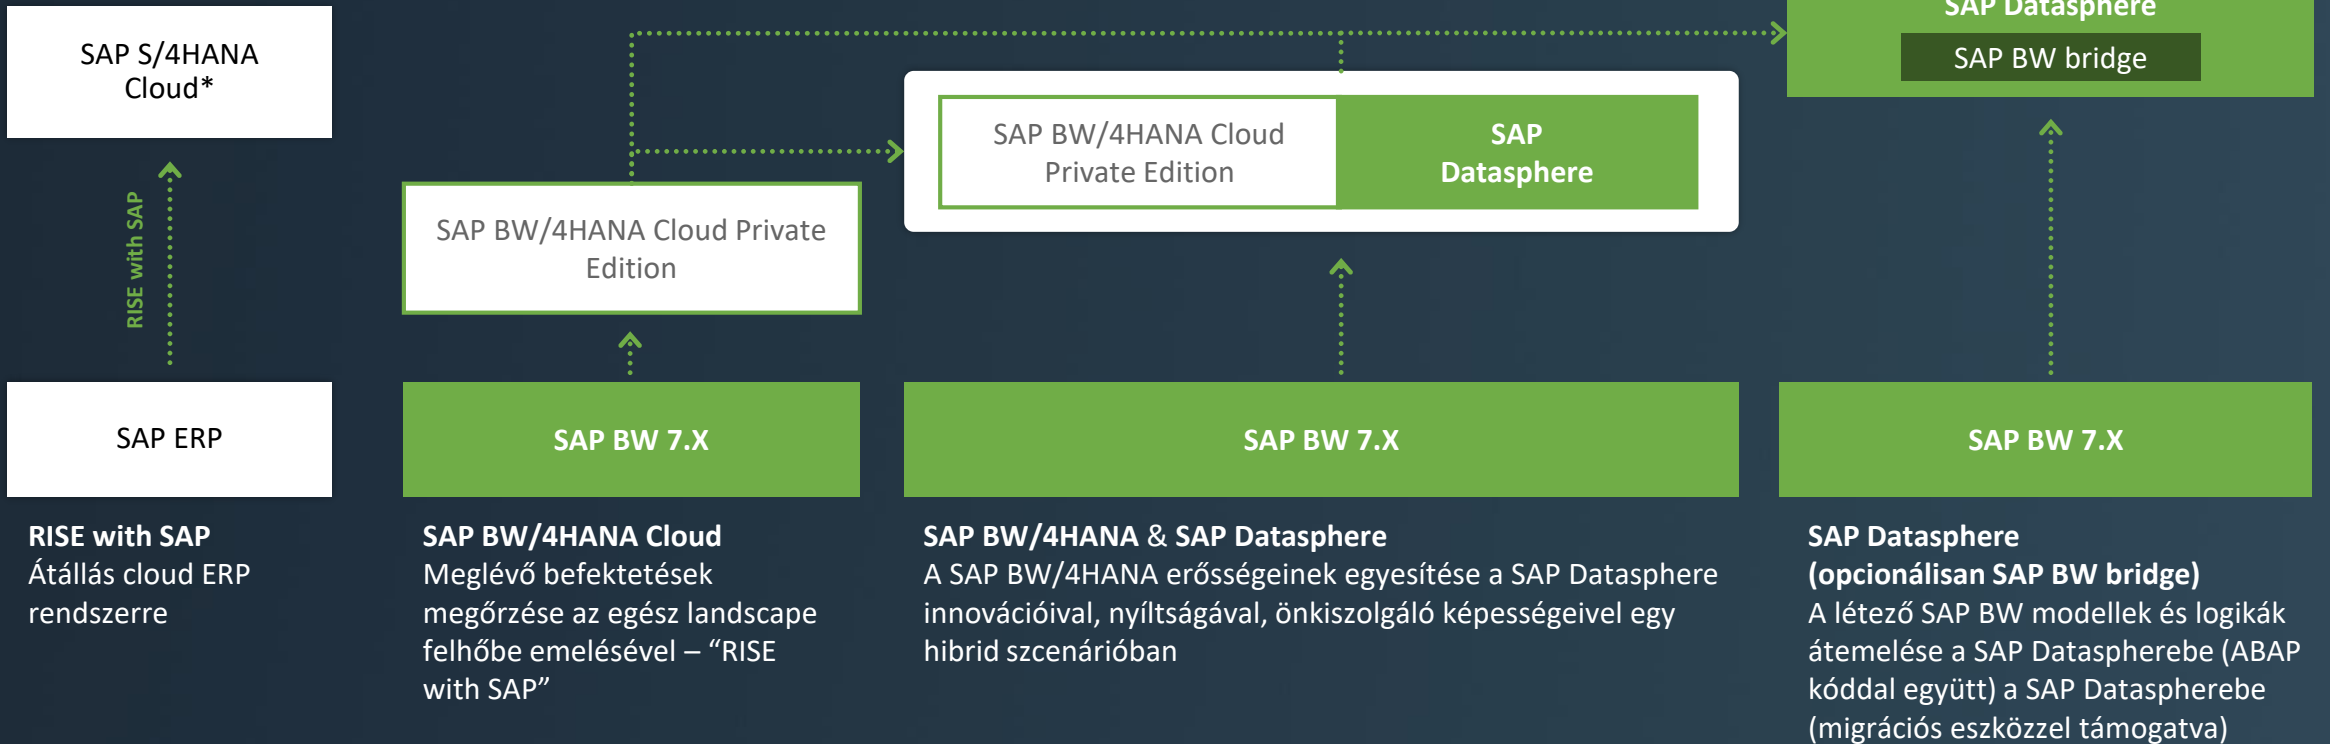 SAP S/4HANA
Cloud*
RISE with SAP
SAP ERP
RISE with SAP
Átállás cloud ERP
rendszerre
SAP BW/4HANA Cloud Private
Edition
SAP BW 7.X
SAP BW/4HANA Cloud
Meglévő befektetések
megőrzése az egész landscape
felhőbe emelésével – “RISE
with SAP”
SAP BW/4HANA Cloud
Private Edition
SAP
Datasphere
SAP BW 7.X
SAP BW/4HANA & SAP Datasphere
A SAP BW/4HANA erősségeinek egyesítése a SAP Datasphere
innovációival, nyíltságával, önkiszolgáló képességeivel egy
hibrid szcenárióban
SAP Datasphere
SAP BW bridge
SAP BW 7.X
SAP Datasphere
(opcionálisan SAP BW bridge)
A létező SAP BW modellek és logikák
átemelése a SAP Dataspherebe (ABAP
kóddal együtt) a SAP Dataspherebe
(migrációs eszközzel támogatva)